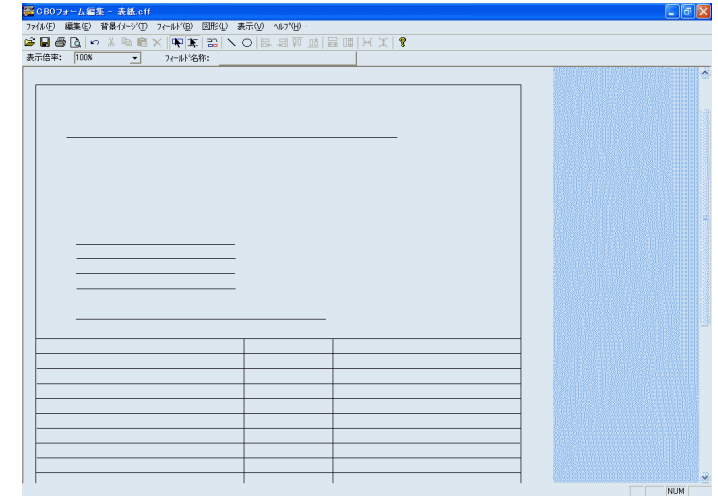 CBOフォーム編集 - 表紙.cff
ファイル(F) 編集(E) 背景イメージ(T) フィールド(B) 図形(L) 表示(V) ヘルプ(H)
表示倍率: 100% フィールド名称:
NUM